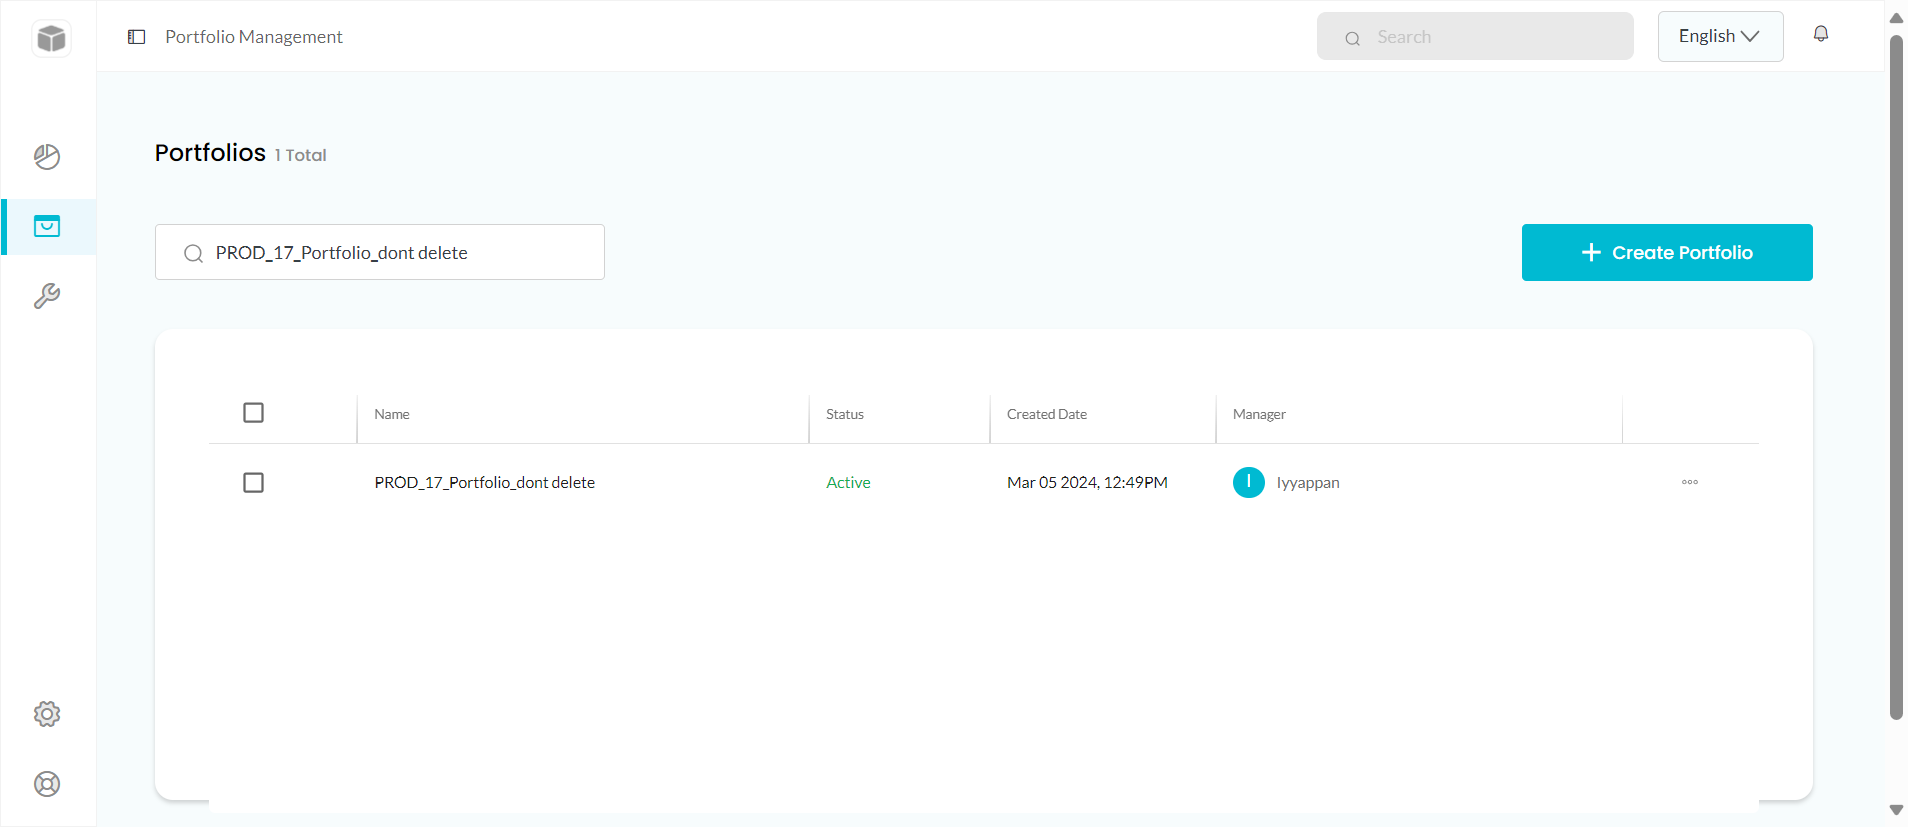 Portfolio Management
Search
English
Portfolios 1 Total
PROD_17_Portfolio_dont delete
Create Portfolio
Name Status Created Date Manager
PROD_17_Portfolio_dont delete Active Mar 05 2024, 12:49PM I Iyyappan